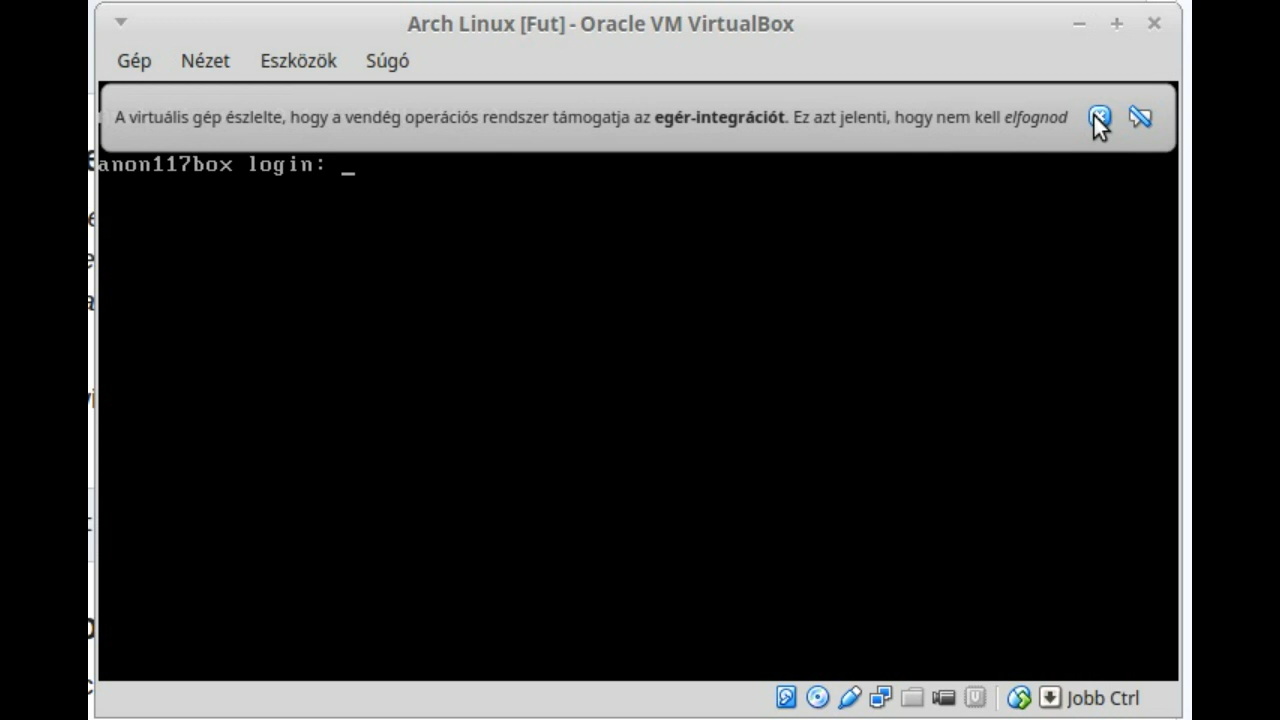 Arch Linux [Fut] - Oracle VM VirtualBox
Gép Nézet Eszközök Súgó
A virtuális gép észlelte, hogy a vendég operációs rendszer támogatja az egér-integrációt. Ez azt jelenti, hogy nem kell elfognod
anon117box login: _
Jobb Ctrl